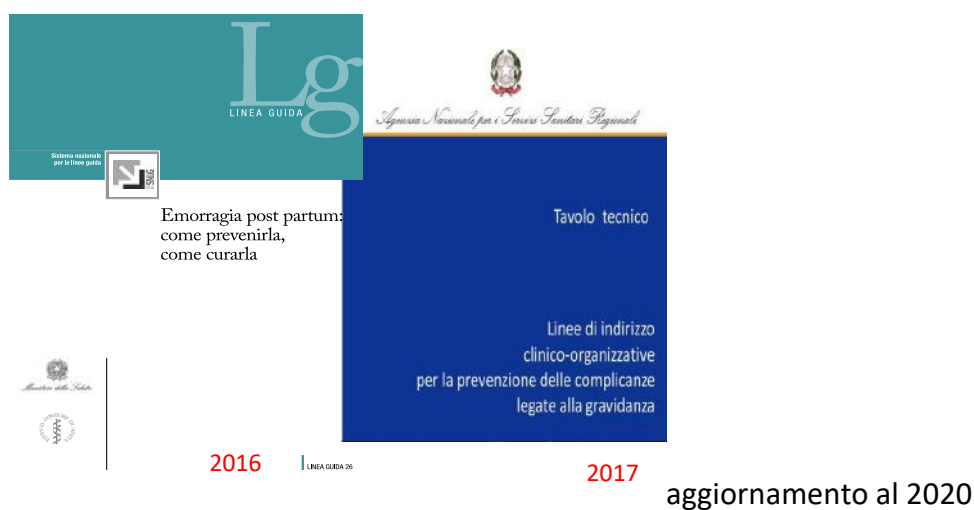 Lg
LINEA GUIDA
Sistema nazionale
per le linee guida
SNLG
Emorragia post partum:
come prevenirla,
come curarla
Ministero della Salute
2016
LINEA GUIDA 26
Agenzia Nazionale per i Servizi Sanitari Regionali
Tavolo tecnico
Linee di indirizzo
clinico-organizzative
per la prevenzione delle complicanze
legate alla gravidanza
2017
aggiornamento al 2020